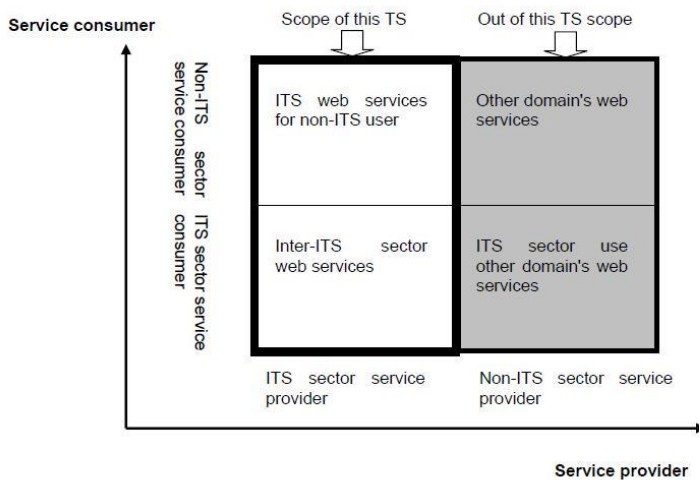 Service consumer
Scope of this TS
Out of this TS scope
Non-ITS sector
service consumer
ITS web services
for non-ITS user
Other domain's web
services
ITS sector service
consumer
Inter-ITS sector
web services
ITS sector use
other domain's web
services
ITS sector service
provider
Non-ITS sector service
provider
Service provider